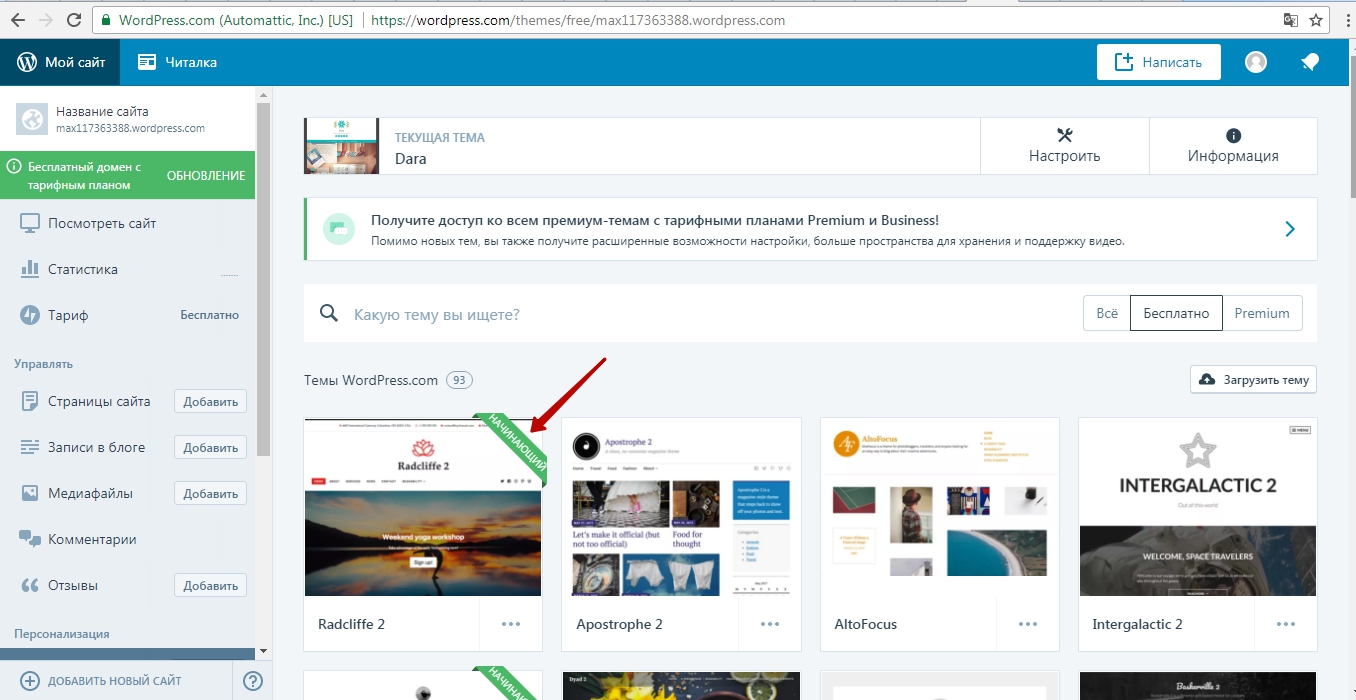 WordPress.com (Automattic, Inc.) [US] https://wordpress.com/themes/free/max117363388.wordpress.com
Мой сайт
Читалка
Написать
Название сайта
max117363388.wordpress.com
Бесплатный домен с
тарифным планом
ОБНОВЛЕНИЕ
Посмотреть сайт
Статистика
Тариф
Бесплатно
Управлять
Страницы сайта
Добавить
Записи в блоге
Добавить
Медиафайлы
Добавить
Комментарии
Отзывы
Добавить
Персонализация
ДОБАВИТЬ НОВЫЙ САЙТ
ТЕКУЩАЯ ТЕМА
Dara
Настроить
Информация
Получите доступ ко всем премиум-темам с тарифными планами Premium и Business!
Помимо новых тем, вы также получите расширенные возможности настройки, больше пространства для хранения и поддержку видео.
Какую тему вы ищете?
Всё
Бесплатно
Premium
Темы WordPress.com 93
Загрузить тему
НАЧИНАЮЩИЙ
Radcliffe 2
Weekend yoga workshop
Sign up!
Radcliffe 2
Apostrophe 2
Let's make it official (but
not too official)
Food for
thought
Apostrophe 2
AltoFocus
AltoFocus
MENU
INTERGALACTIC 2
Out of this world
WELCOME, SPACE TRAVELERS
Intergalactic 2
Dyad 2
Baskerville 2